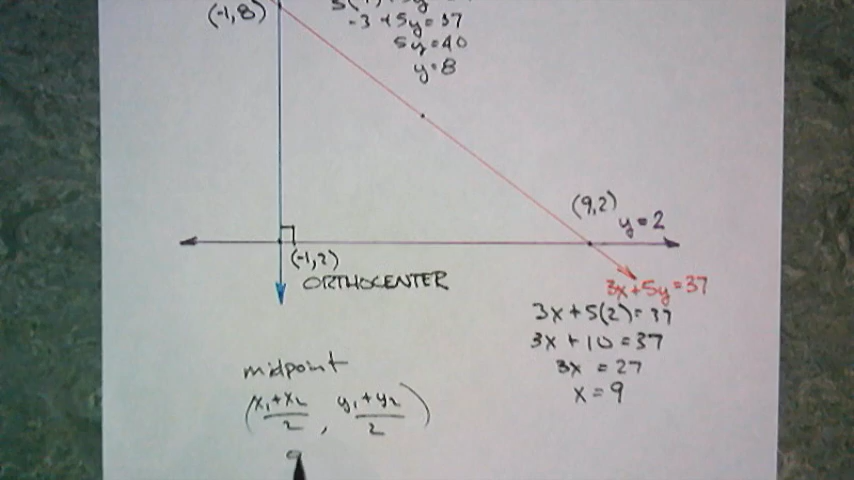 (-1,8)
-3 + 5y = 37
5y = 40
y = 8
(9,2)
y = 2
(-1,2)
ORTHOCENTER
3x+5y=37
3x+5(2)=37
3x + 10 = 37
3x = 27
x = 9
midpoint
(x₁+x₂/2, y₁+y₂/2)
9